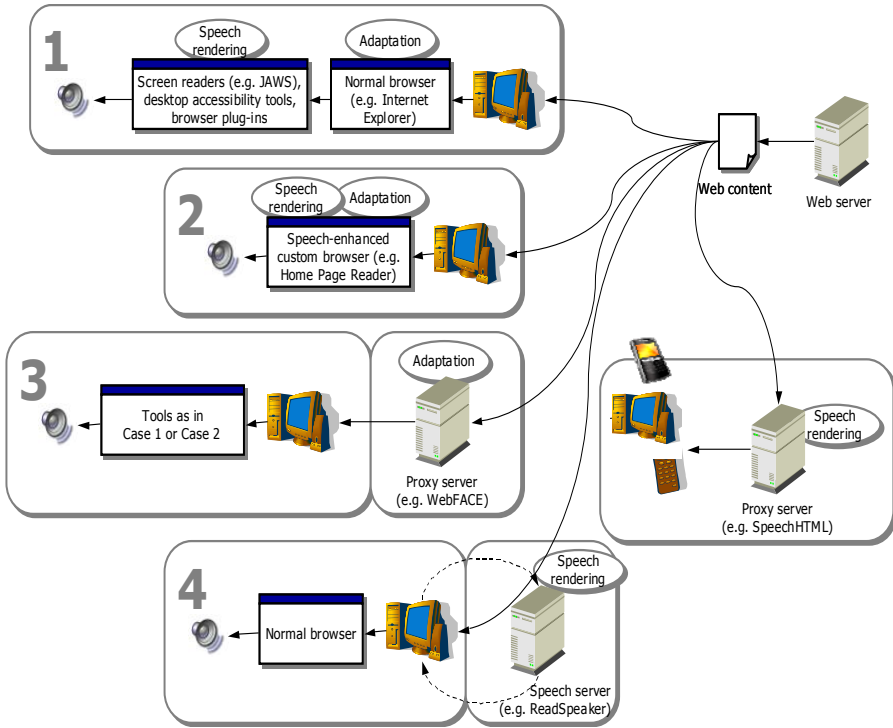 1
Speech
rendering
Adaptation
Screen readers (e.g. JAWS),
desktop accessibility tools,
browser plug-ins
Normal browser
(e.g. Internet
Explorer)
Web content
Web server
2
Speech
rendering
Adaptation
Speech-enhanced
custom browser (e.g.
Home Page Reader)
3
Tools as in
Case 1 or Case 2
Adaptation
Proxy server
(e.g. WebFACE)
Speech
rendering
Proxy server
(e.g. SpeechHTML)
4
Normal browser
Speech
rendering
Speech server
(e.g. ReadSpeaker)